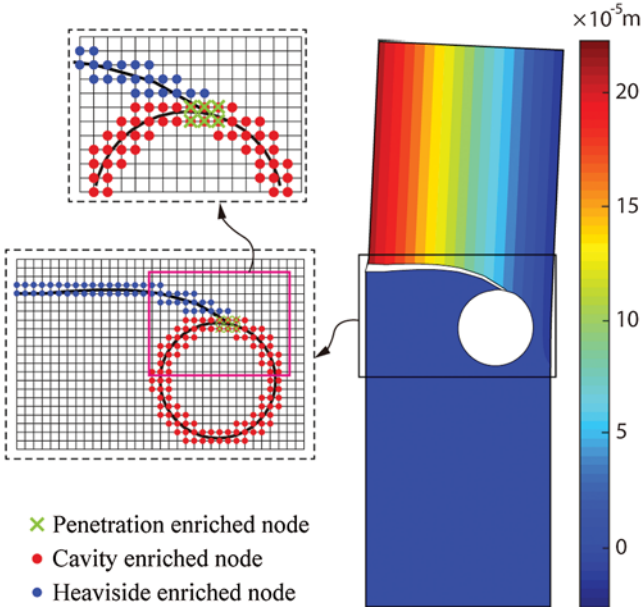 ×10⁻⁵m
20
15
10
5
0
Penetration enriched node
Cavity enriched node
Heaviside enriched node